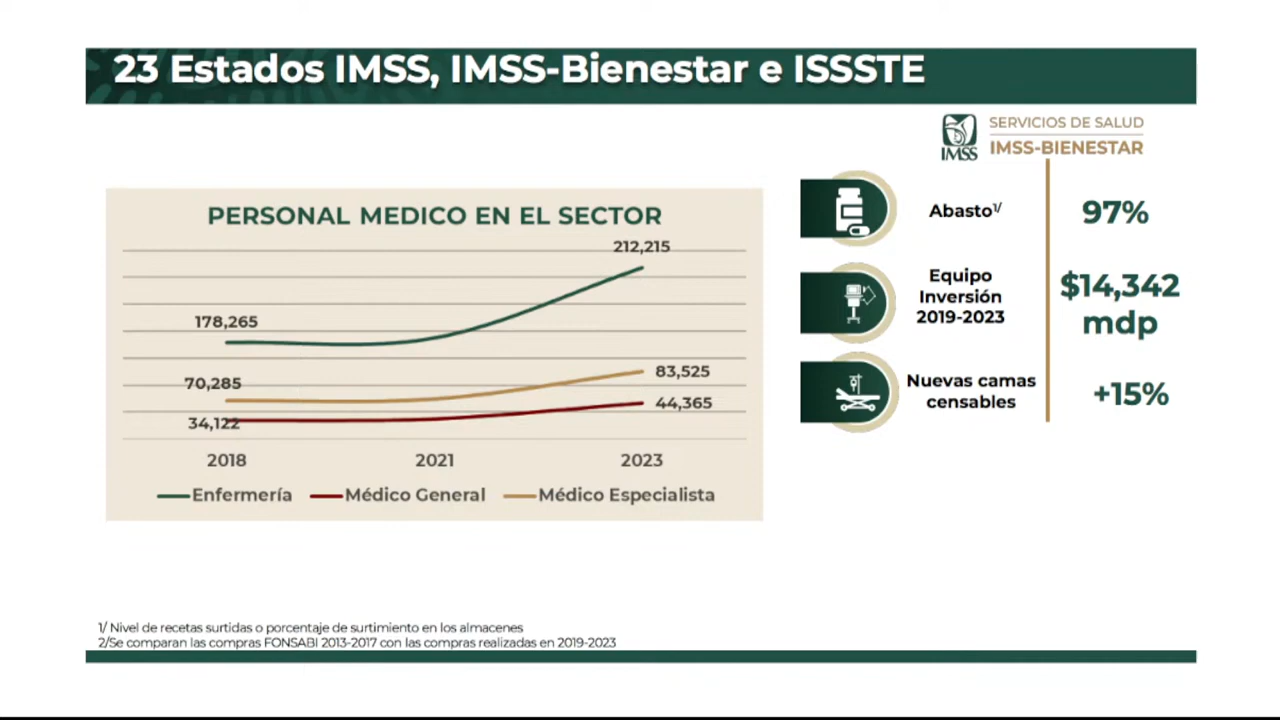 23 Estados IMSS, IMSS-Bienestar e ISSSTE
SERVICIOS DE SALUD
IMSS
IMSS-BIENESTAR
PERSONAL MEDICO EN EL SECTOR
212,215
178,265
70,285
83,525
34,122
44,365
2018 2021 2023
Enfermería Médico General Médico Especialista
Abasto1/
97%
Equipo
Inversión
2019-2023
$14,342
mdp
Nuevas camas
censables
+15%
1/ Nivel de recetas surtidas o porcentaje de surtimiento en los almacenes
2/Se comparan las compras FONSABI 2013-2017 con las compras realizadas en 2019-2023